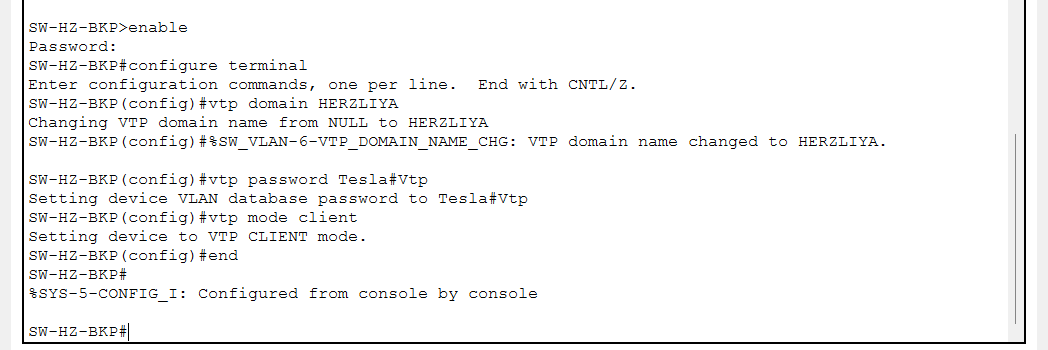 SW-HZ-BKP>enable
Password:
SW-HZ-BKP#configure terminal
Enter configuration commands, one per line.  End with CNTL/Z.
SW-HZ-BKP(config)#vtp domain HERZLIYA
Changing VTP domain name from NULL to HERZLIYA
SW-HZ-BKP(config)#%SW_VLAN-6-VTP_DOMAIN_NAME_CHG: VTP domain name changed to HERZLIYA.
SW-HZ-BKP(config)#vtp password Tesla#Vtp
Setting device VLAN database password to Tesla#Vtp
SW-HZ-BKP(config)#vtp mode client
Setting device to VTP CLIENT mode.
SW-HZ-BKP(config)#end
SW-HZ-BKP#
%SYS-5-CONFIG_I: Configured from console by console
SW-HZ-BKP#